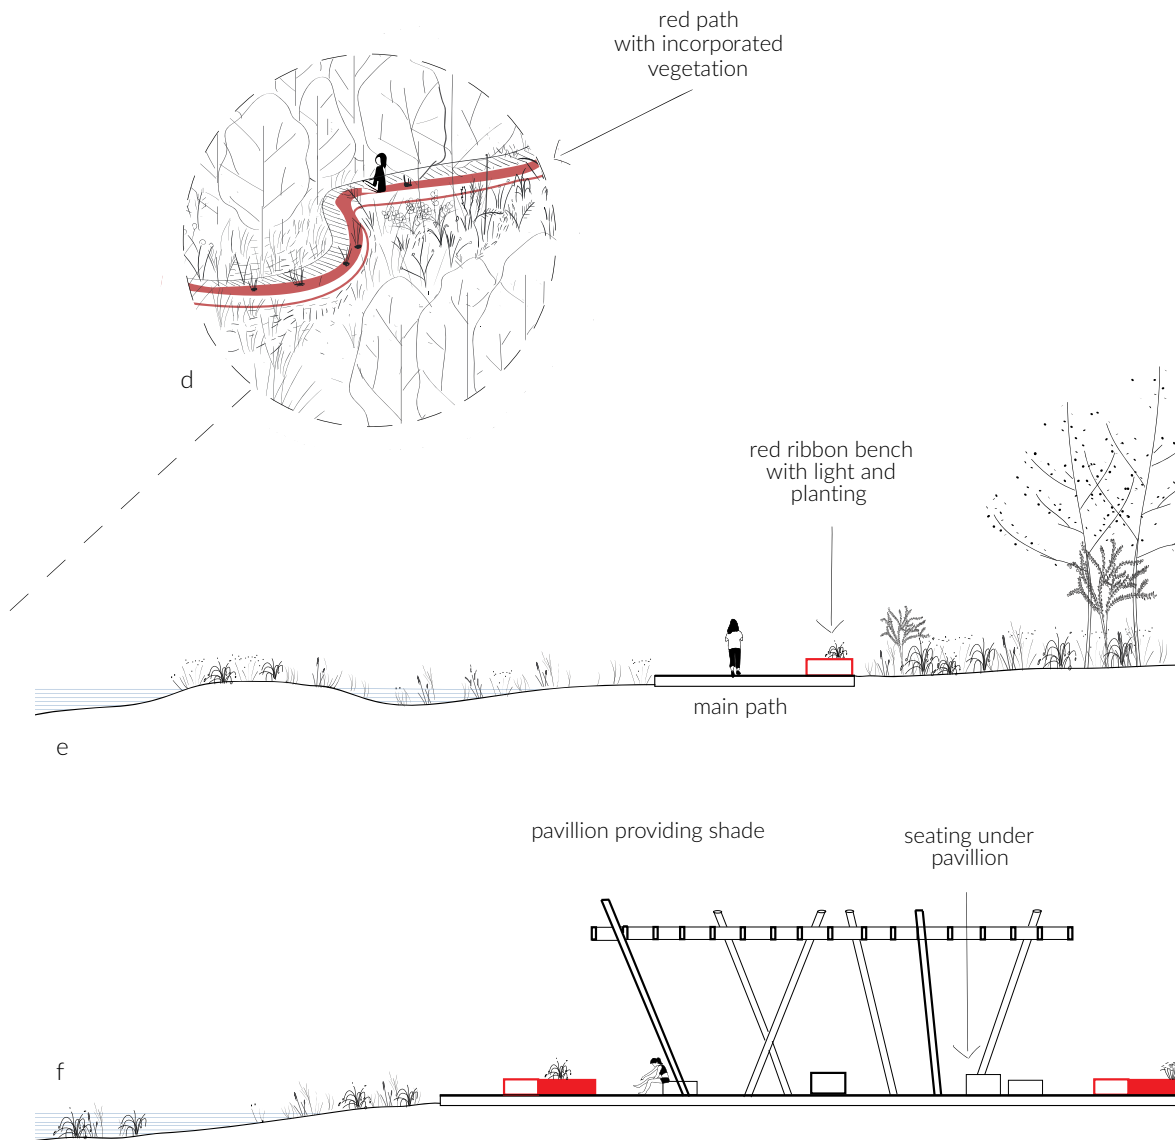 red path
with incorporated
vegetation
d
red ribbon bench
with light and
planting
main path
e
pavillion providing shade
seating under
pavillion
f